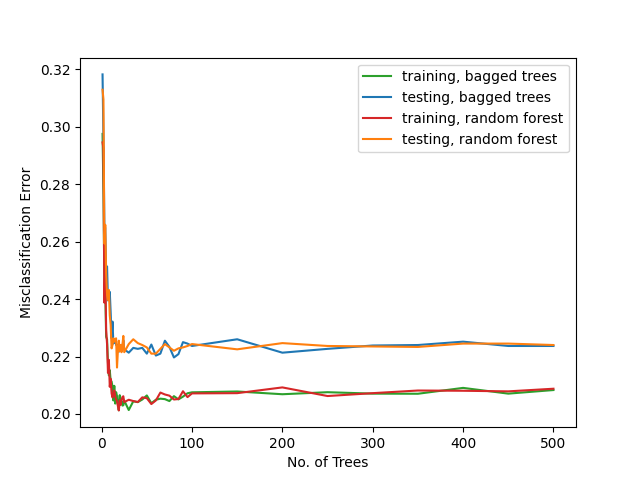 0.32
0.30
0.28
0.26
0.24
0.22
0.20
Misclassification Error
0
100
200
300
400
500
No. of Trees
training, bagged trees
testing, bagged trees
training, random forest
testing, random forest